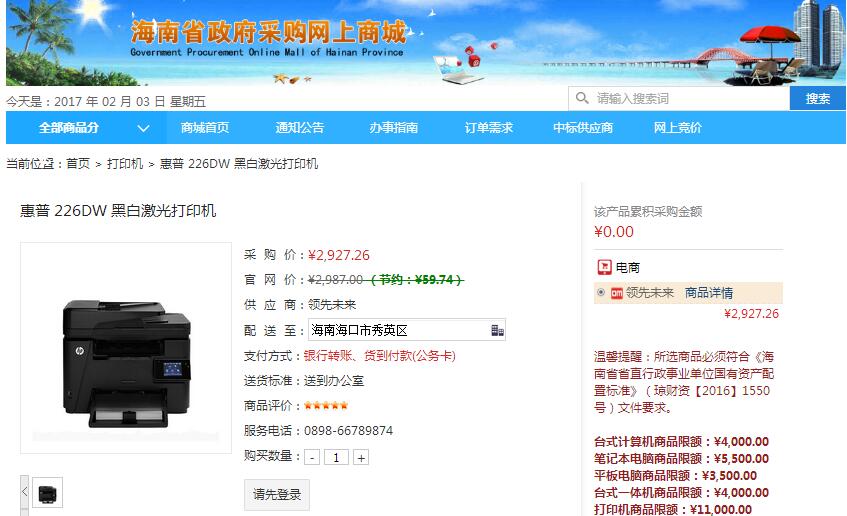 海南省政府采购网上商城
Government Procurement Online Mall of Hainan Province
今天是：2017 年 02 月 03 日 星期五
请输入搜索词
搜索
全部商品分
商城首页
通知公告
办事指南
订单需求
中标供应商
网上竞价
当前位置：首页 > 打印机 > 惠普 226DW 黑白激光打印机
惠普 226DW 黑白激光打印机
采 购 价：¥2,927.26
官 网 价：¥2,987.00（节约：¥59.74）
供 应 商：领先未来
配 送 至：海南海口市秀英区
支付方式：银行转账、货到付款(公务卡)
送货标准：送到办公室
商品评价：
服务电话：0898-66789874
购买数量：- 1 +
请先登录
该产品累积采购金额
¥0.00
电商
领先未来 商品详情
¥2,927.26
温馨提醒：所选商品必须符合《海
南省省直行政事业单位国有资产配
置标准》（琼财资【2016】1550
号）文件要求。
台式计算机商品限额：¥4,000.00
笔记本电脑商品限额：¥5,500.00
平板电脑商品限额：¥3,500.00
台式一体机商品限额：¥4,000.00
打印机商品限额：¥11,000.00